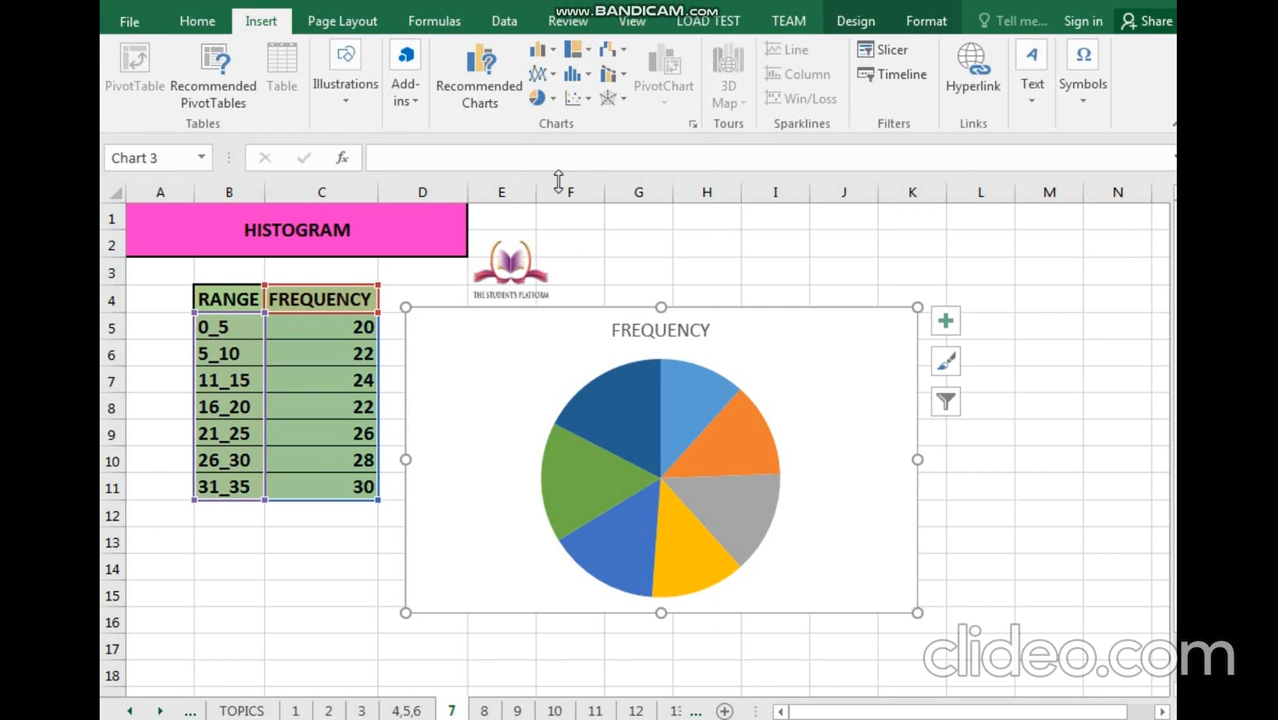 www.BANDICAM.com
File Home Insert Page Layout Formulas Data Review View LOAD TEST TEAM Design Format Tell me... Sign in Share
PivotTable
Recommended
PivotTables
Table
Tables
Illustrations
Add-
ins
Recommended
Charts
Charts
PivotChart
3D
Map
Tours
Line
Column
Win/Loss
Sparklines
Slicer
Timeline
Filters
Hyperlink
Links
Text
Symbols
Chart 3
fx
A B C D E F G H I J K L M N
1
2
HISTOGRAM
3
THE STUDENTS PLATFORM
4 RANGE FREQUENCY
5 0_5 20
6 5_10 22
7 11_15 24
8 16_20 22
9 21_25 26
10 26_30 28
11 31_35 30
12
13
14
15
16
17
18
FREQUENCY
clideo.com
... TOPICS 1 2 3 4,5,6 7 8 9 10 11 12 ...